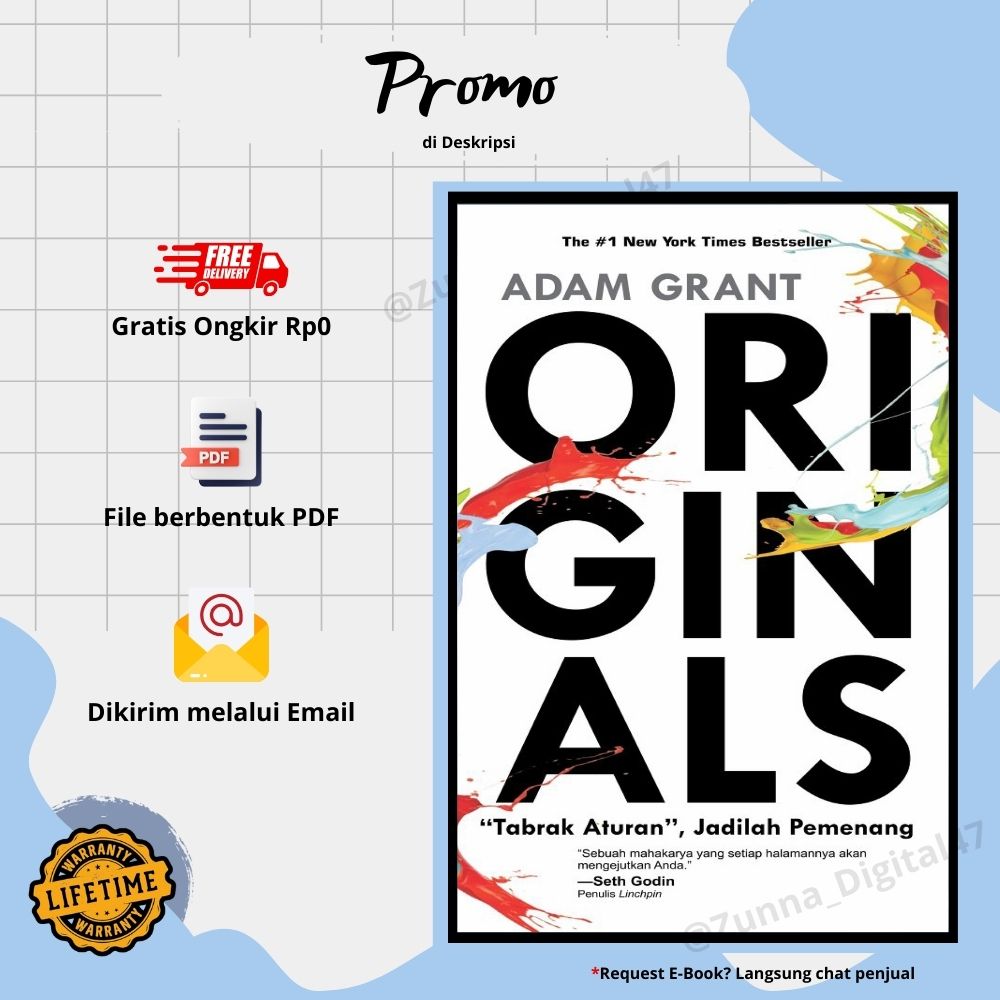 Promo
di Deskripsi
FREE
DELIVERY
Gratis Ongkir Rp0
PDF
File berbentuk PDF
@
Dikirim melalui Email
WARRANTY
LIFETIME
WARRANTY
The #1 New York Times Bestseller
ADAM GRANT
ORI
GIN
ALS
“Tabrak Aturan”, Jadilah Pemenang
“Sebuah mahakarya yang setiap halamannya akan
mengejutkan Anda.”
—Seth Godin
Penulis Linchpin
@Zunna_Digital47
*Request E-Book? Langsung chat penjual